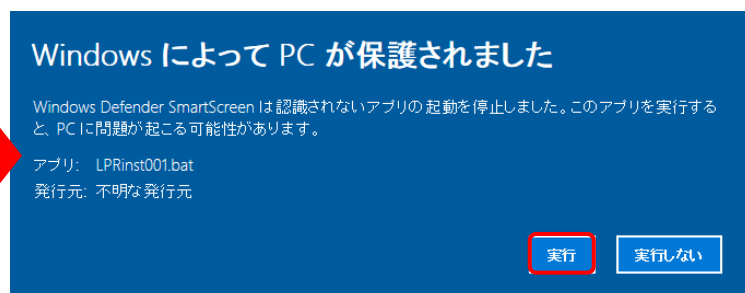 Windows によって PC が保護されました
Windows Defender SmartScreen は認識されないアプリの起動を停止しました。このアプリを実行する
と、PC に問題が起こる可能性があります。
アプリ: LPRinst001.bat
発行元: 不明な発行元
実行 実行しない